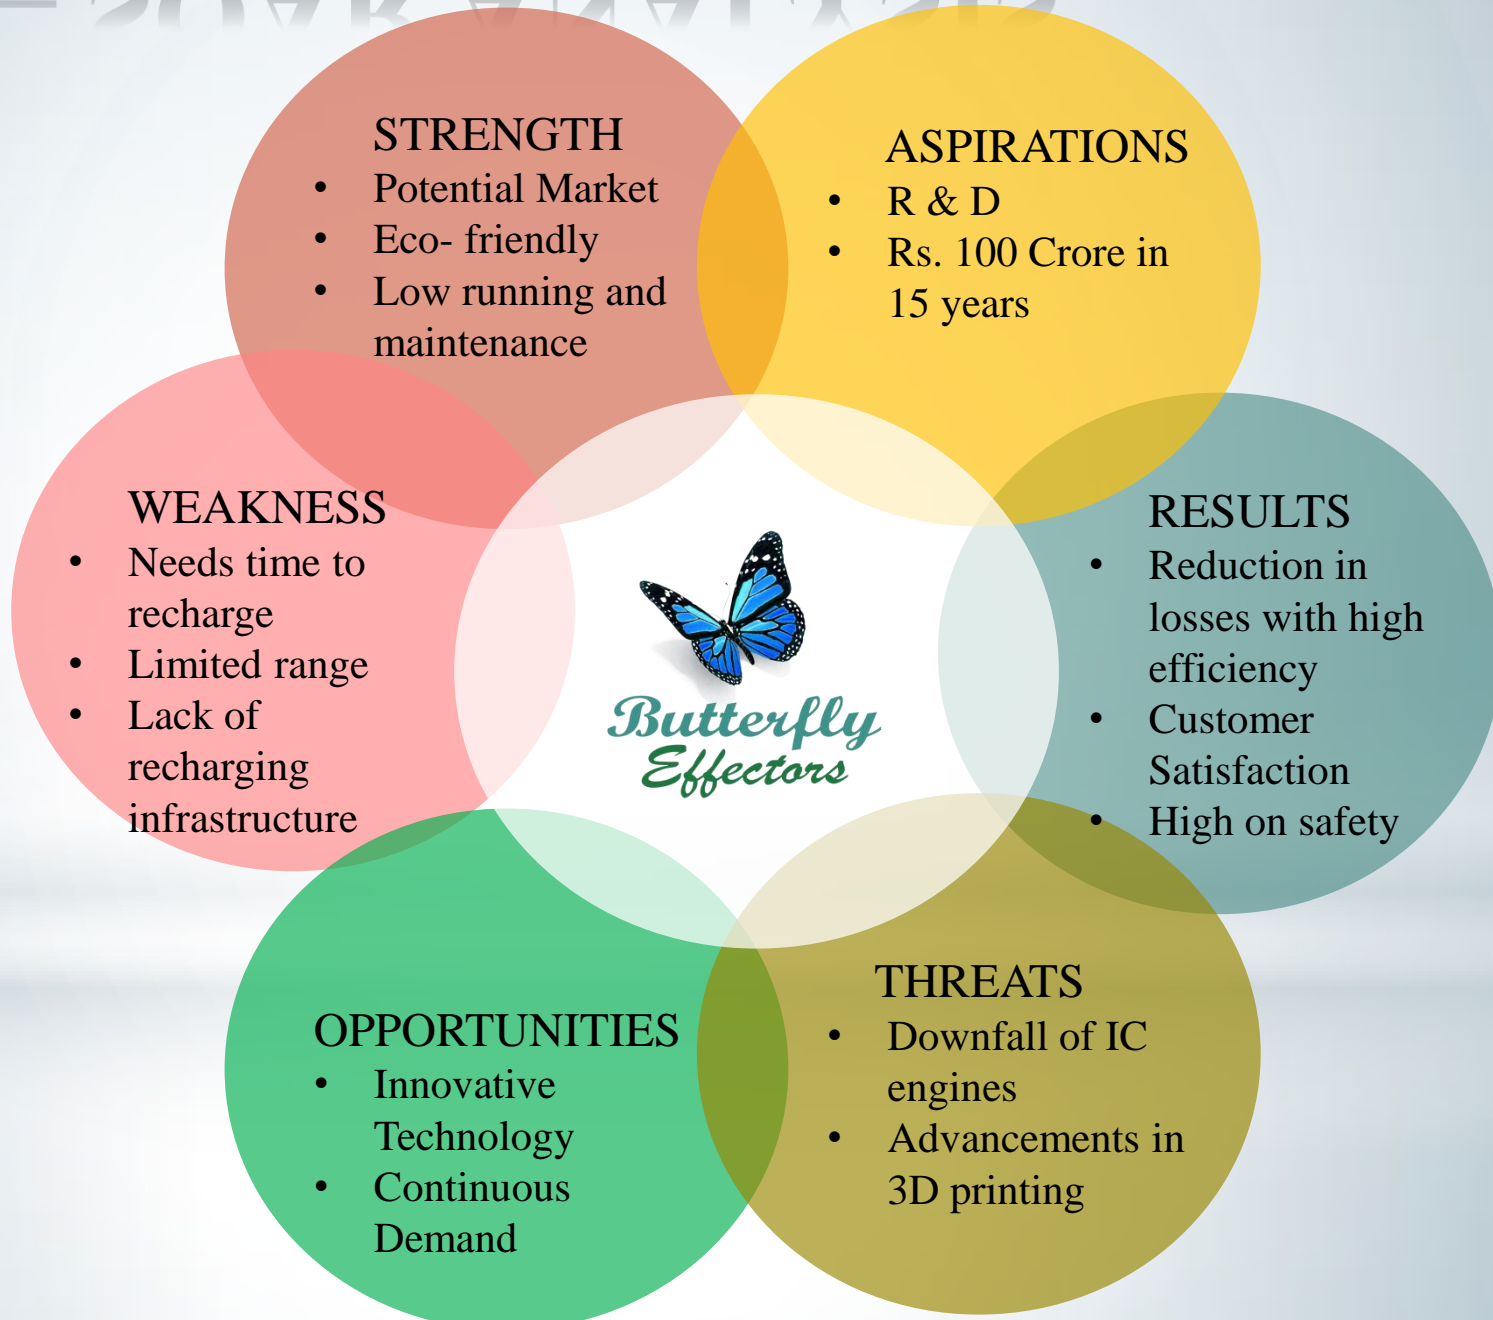 STRENGTH
• Potential Market
• Eco- friendly
• Low running and
maintenance
ASPIRATIONS
• R & D
• Rs. 100 Crore in
15 years
WEAKNESS
• Needs time to
recharge
• Limited range
• Lack of
recharging
infrastructure
RESULTS
• Reduction in
losses with high
efficiency
• Customer
Satisfaction
• High on safety
Butterfly
Effectors
OPPORTUNITIES
• Innovative
Technology
• Continuous
Demand
THREATS
• Downfall of IC
engines
• Advancements in
3D printing